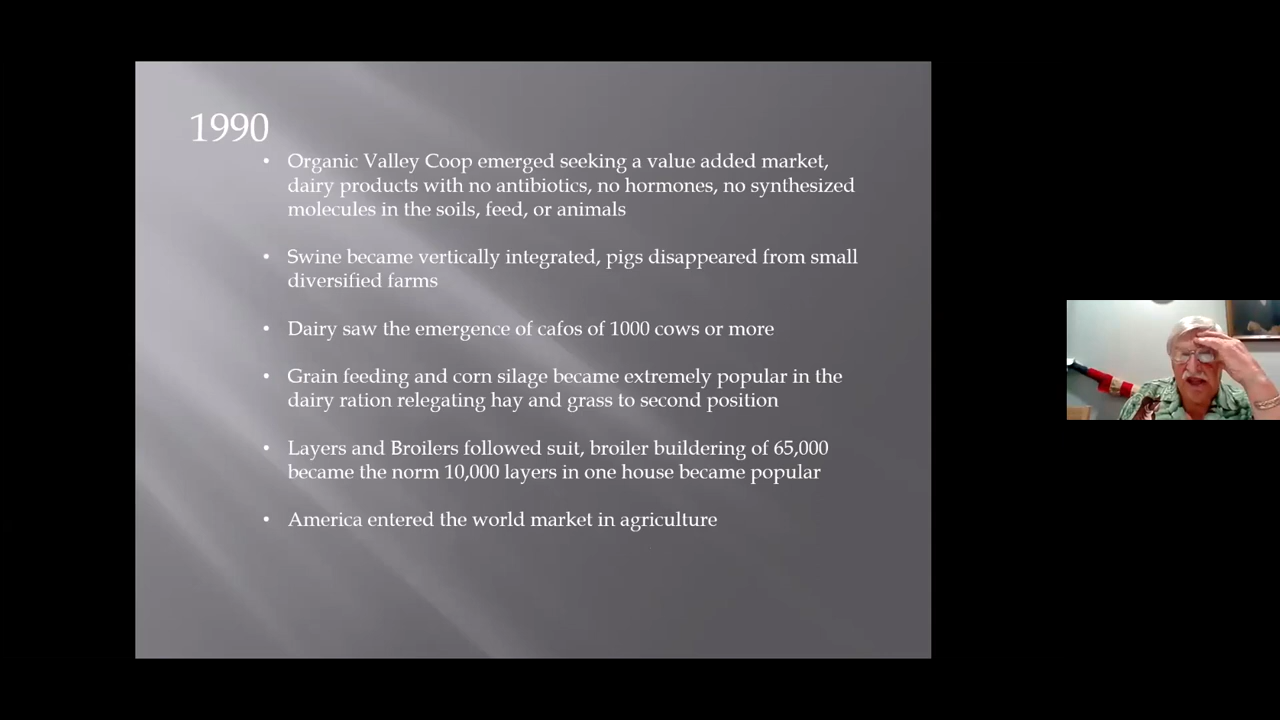 1990
• Organic Valley Coop emerged seeking a value added market,
dairy products with no antibiotics, no hormones, no synthesized
molecules in the soils, feed, or animals
• Swine became vertically integrated, pigs disappeared from small
diversified farms
• Dairy saw the emergence of cafos of 1000 cows or more
• Grain feeding and corn silage became extremely popular in the
dairy ration relegating hay and grass to second position
• Layers and Broilers followed suit, broiler buildering of 65,000
became the norm 10,000 layers in one house became popular
• America entered the world market in agriculture